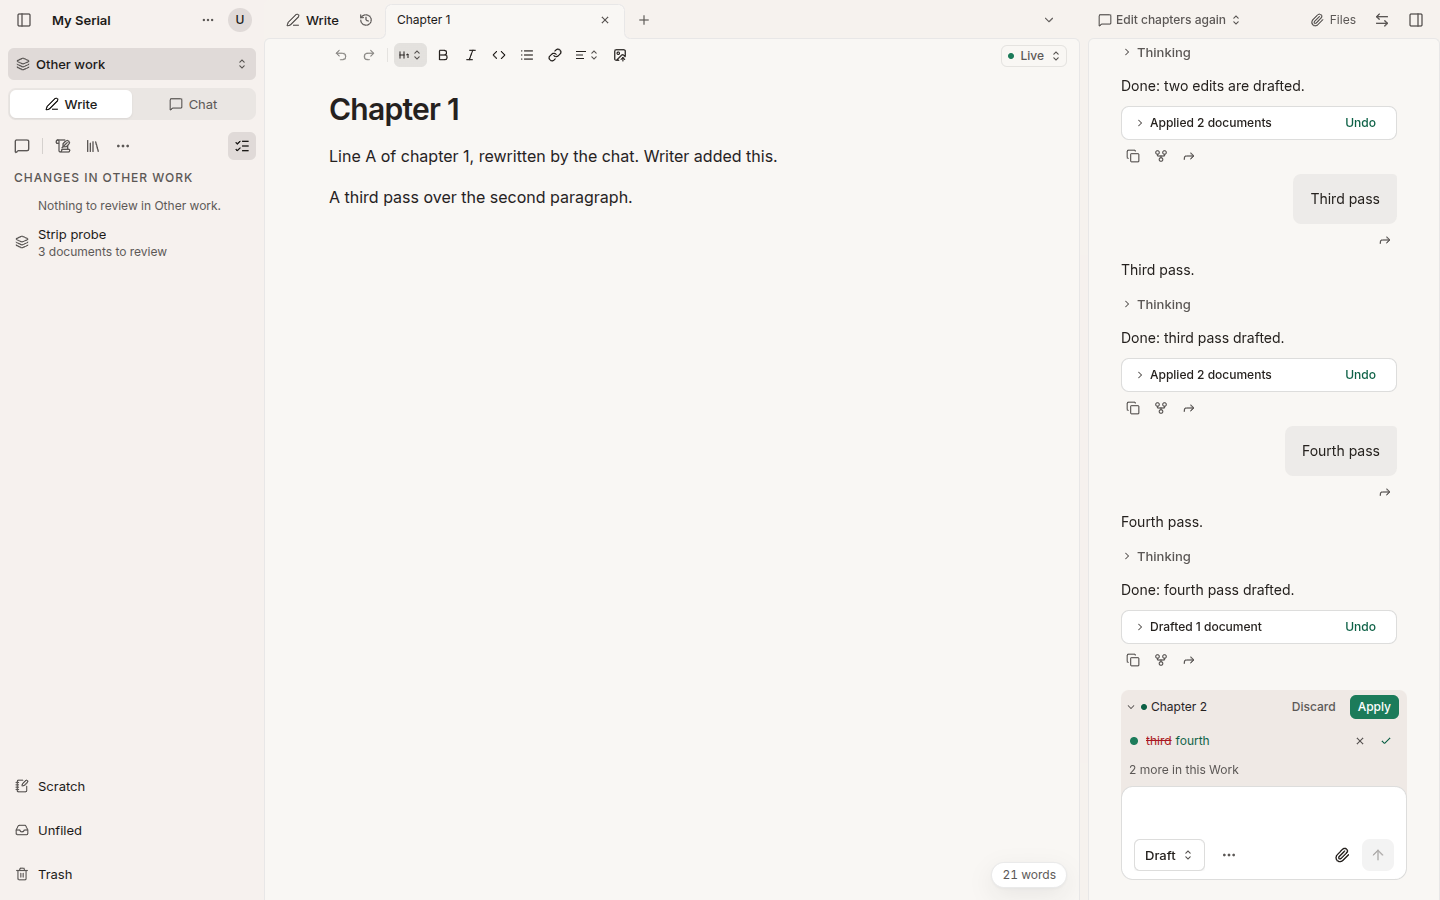 My Serial
U
Other work
Write
Chat
CHANGES IN OTHER WORK
Nothing to review in Other work.
Strip probe
3 documents to review
Scratch
Unfiled
Trash
Write
Chapter 1
H1
Live
Chapter 1
Line A of chapter 1, rewritten by the chat. Writer added this.
A third pass over the second paragraph.
21 words
Edit chapters again
Files
Thinking
Done: two edits are drafted.
Applied 2 documents
Undo
Third pass
Third pass.
Thinking
Done: third pass drafted.
Applied 2 documents
Undo
Fourth pass
Fourth pass.
Thinking
Done: fourth pass drafted.
Drafted 1 document
Undo
Chapter 2
Discard
Apply
third fourth
2 more in this Work
Draft